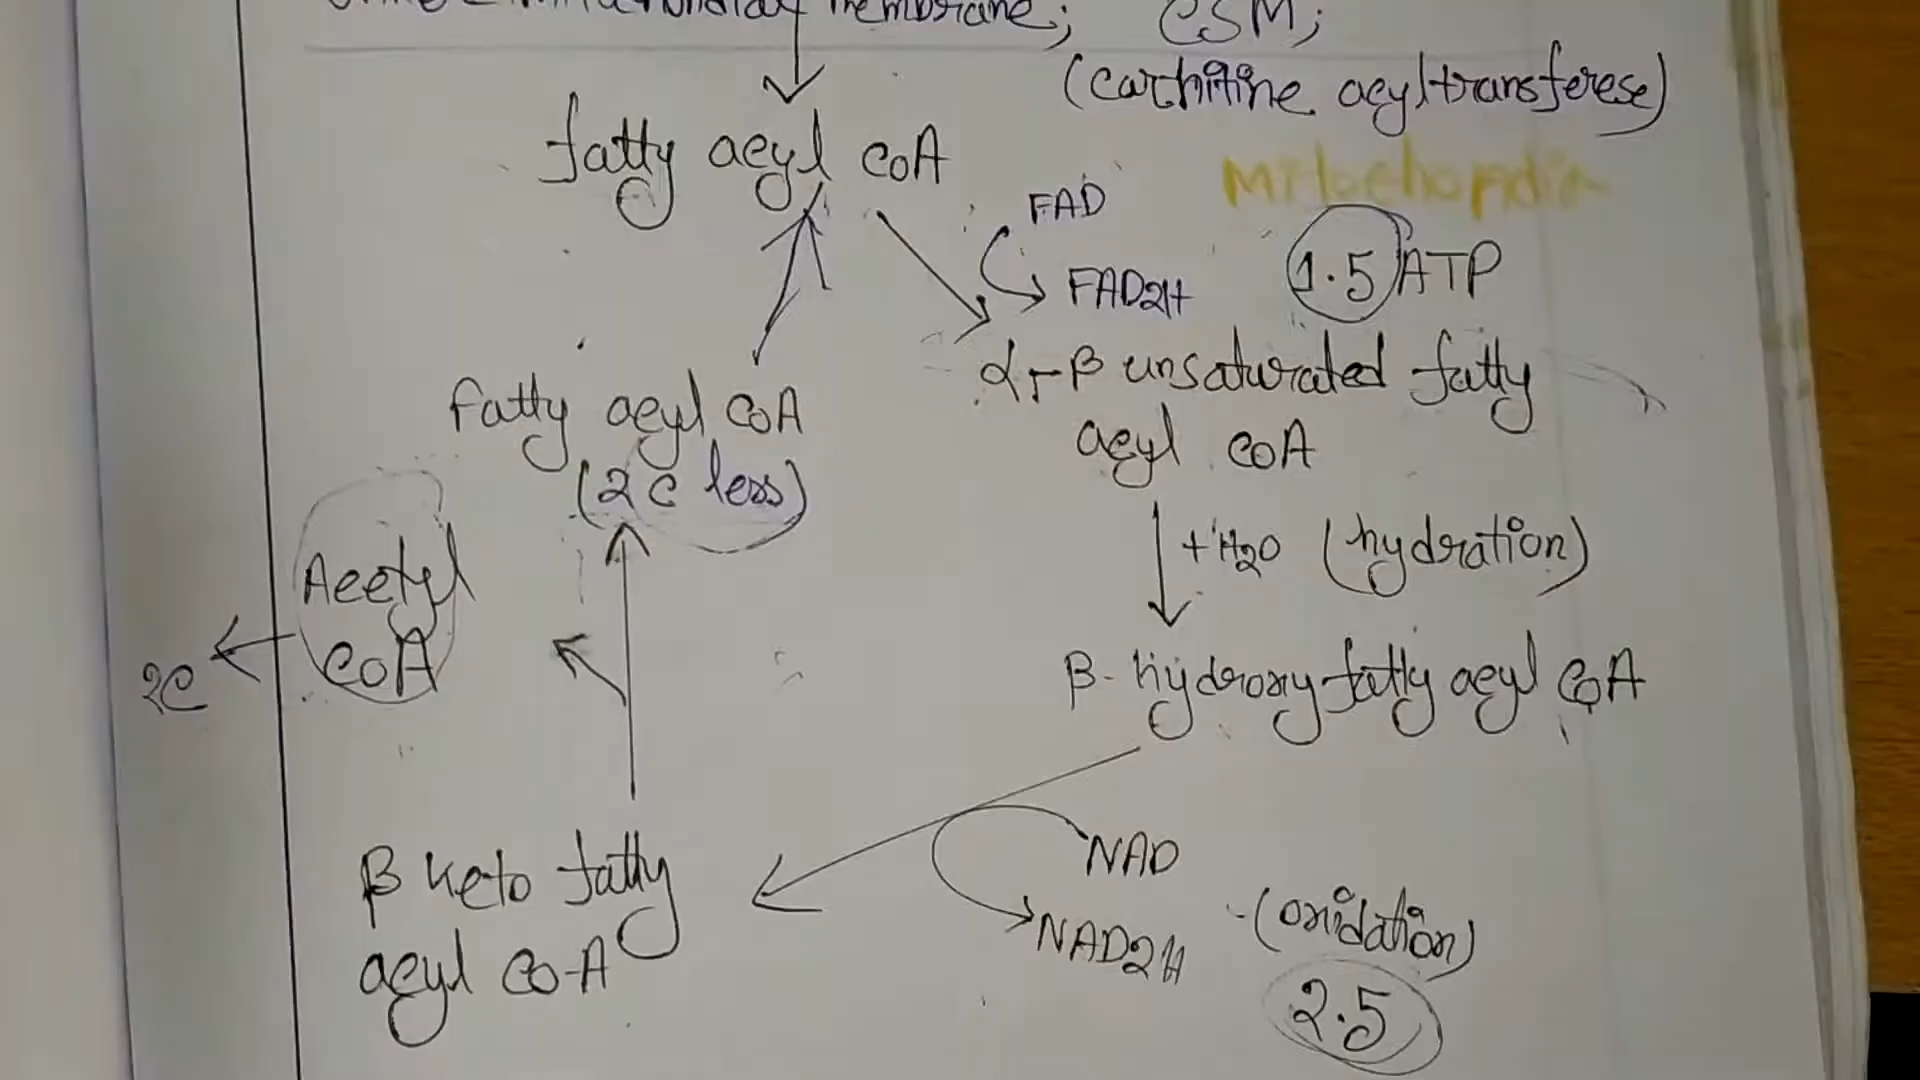 membrane; CSM;
(carnitine acyltransferese)
fatty acyl CoA
Mitochondria
FAD
FAD2H
1.5 ATP
α-β unsaturated fatty
acyl CoA
fatty acyl CoA
(2C less)
+H2O (hydration)
Acetyl
CoA
2C
β-hydroxy fatty acyl CoA
NAD
NAD2H
(oxidation)
2.5
β keto fatty
acyl CO-A